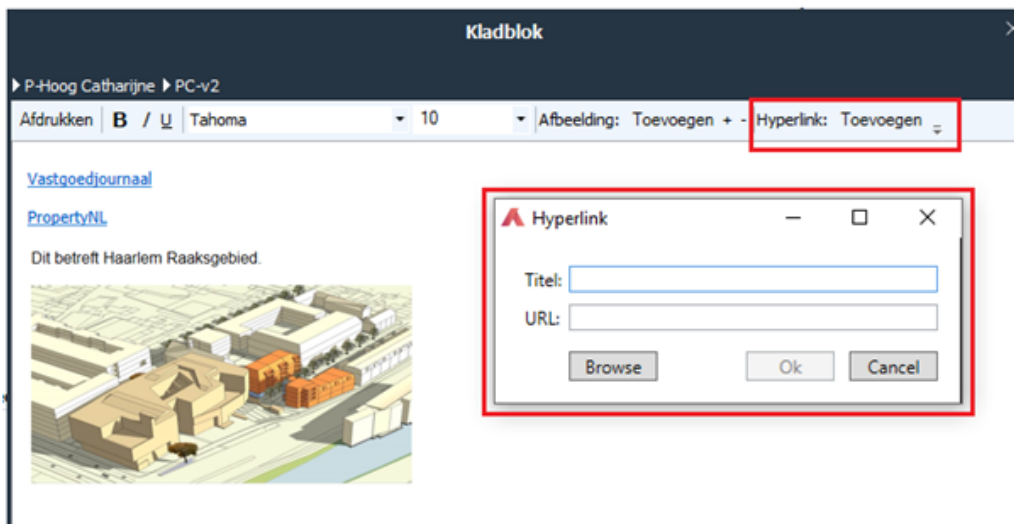 Kladblok
P-Hoog Catharijne PC-v2
Afdrukken B / U Tahoma 10 Afbeelding: Toevoegen + - Hyperlink: Toevoegen
Vastgoedjournaal
PropertyNL
Dit betreft Haarlem Raaksgebied.
Hyperlink
Titel:
URL:
Browse Ok Cancel